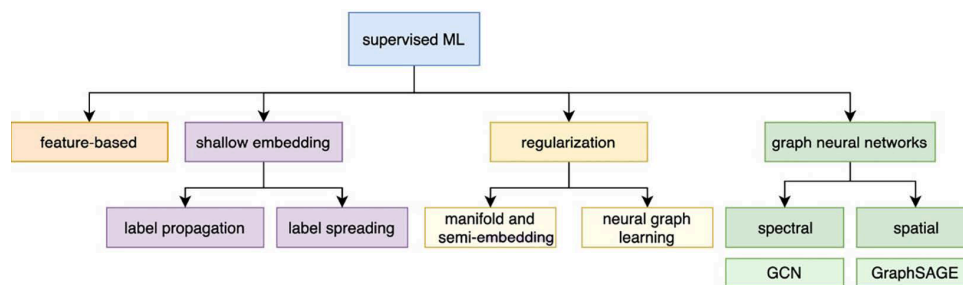 supervised ML
feature-based
shallow embedding
regularization
graph neural networks
label propagation
label spreading
manifold and
semi-embedding
neural graph
learning
spectral
spatial
GCN
GraphSAGE